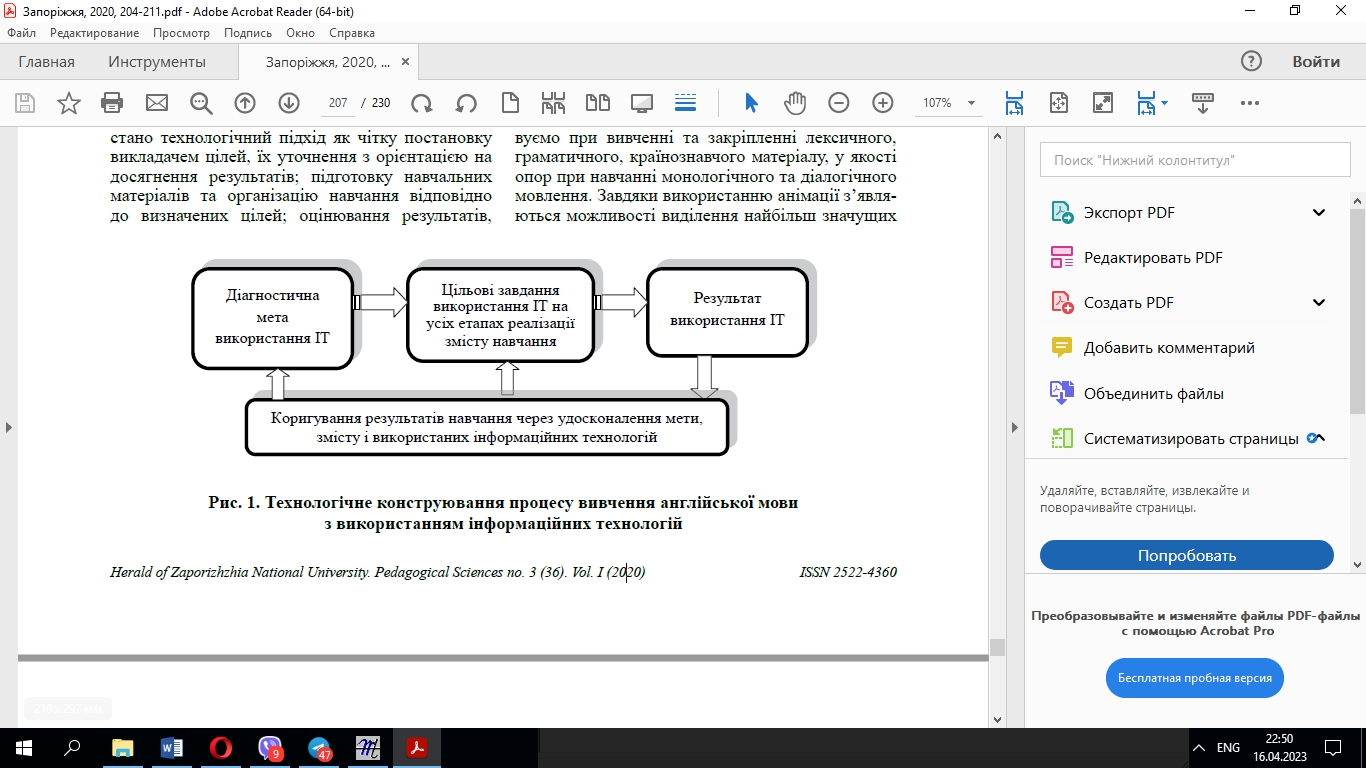 Запоріжжя, 2020, 204-211.pdf - Adobe Acrobat Reader (64-bit)
Файл Редактирование Просмотр Подпись Окно Справка
Главная Инструменты Запоріжжя, 2020, ... Войти
207 / 230 107%
стано технологічний підхід як чітку постановку
викладачем цілей, їх уточнення з орієнтацією на
досягнення результатів; підготовку навчальних
матеріалів та організацію навчання відповідно
до визначених цілей; оцінювання результатів,
вуємо при вивченні та закріпленні лексичного,
граматичного, країнознавчого матеріалу, у якості
опор при навчанні монологічного та діалогічного
мовлення. Завдяки використанню анімації з’явля-
ються можливості виділення найбільш значущих
Діагностична
мета
використання ІТ
Цільові завдання
використання ІТ на
усіх етапах реалізації
змісту навчання
Результат
використання ІТ
Коригування результатів навчання через удосконалення мети,
змісту і використаних інформаційних технологій
Рис. 1. Технологічне конструювання процесу вивчення англійської мови
з використанням інформаційних технологій
Herald of Zaporizhzhia National University. Pedagogical Sciences no. 3 (36). Vol. I (2020) ISSN 2522-4360
210 x 297 мм
Поиск "Нижний колонтитул"
Экспорт PDF
Редактировать PDF
Создать PDF
Добавить комментарий
Объединить файлы
Систематизировать страницы
Удаляйте, вставляйте, извлекайте и
поворачивайте страницы.
Попробовать
Преобразовывайте и изменяйте файлы PDF-файлы
с помощью Acrobat Pro
Бесплатная пробная версия
9
47
ENG
22:50
16.04.2023